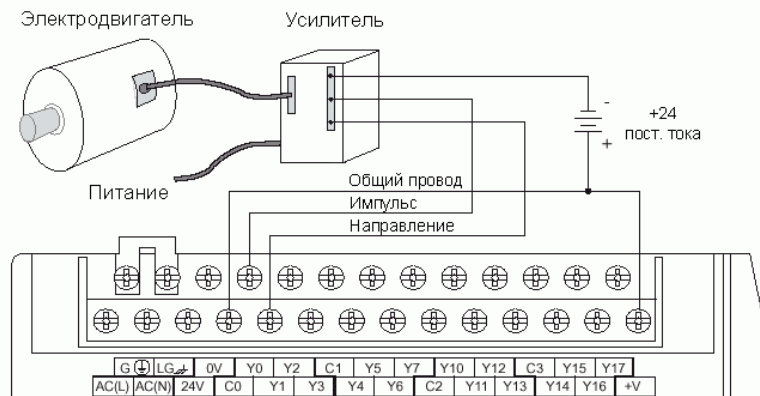 Электродвигатель
Усилитель
-
+24
пост. тока
+
Питание
Общий провод
Импульс
Направление
G LG 0V Y0 Y2 C1 Y5 Y7 Y10 Y12 C3 Y15 Y17
AC(L) AC(N) 24V C0 Y1 Y3 Y4 Y6 C2 Y11 Y13 Y14 Y16 +V